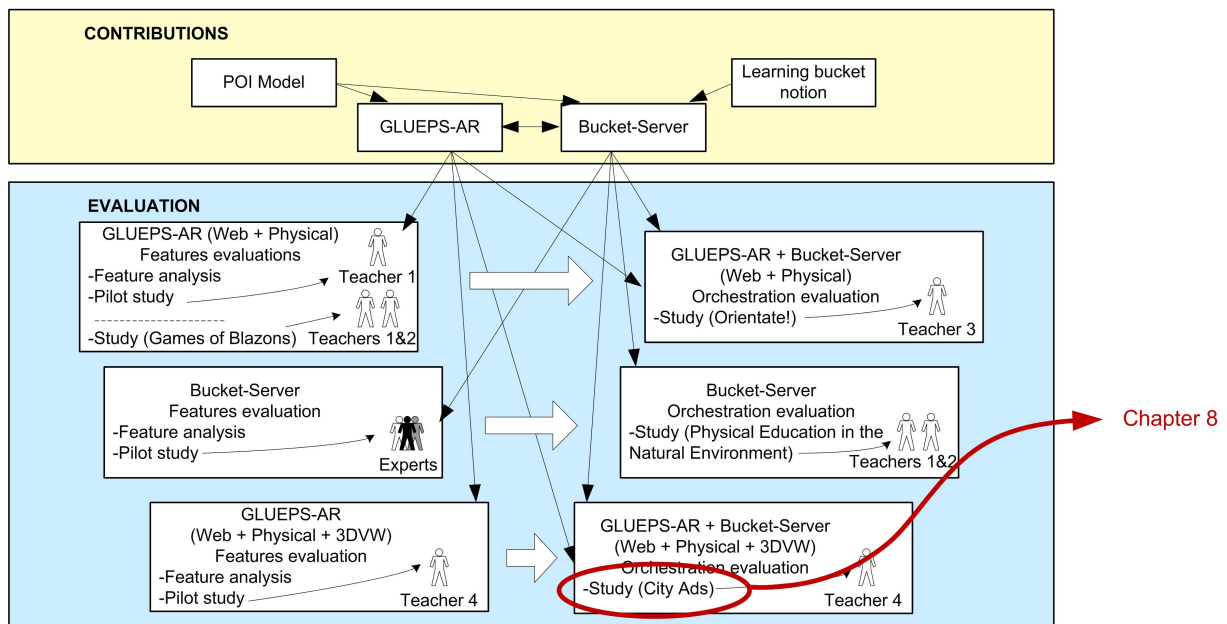 CONTRIBUTIONS
POI Model
Learning bucket
notion
GLUEPS-AR
Bucket-Server
EVALUATION
GLUEPS-AR (Web + Physical)
Features evaluations
-Feature analysis
-Pilot study
Teacher 1
--------------------
-Study (Games of Blazons)
Teachers 1&2
GLUEPS-AR + Bucket-Server
(Web + Physical)
Orchestration evaluation
-Study (Orientate!)
Teacher 3
Bucket-Server
Features evaluation
-Feature analysis
-Pilot study
Experts
Bucket-Server
Orchestration evaluation
-Study (Physical Education in the
Natural Environment)
Teachers 1&2
Chapter 8
GLUEPS-AR
(Web + Physical + 3DVW)
Features evaluation
-Feature analysis
-Pilot study
Teacher 4
GLUEPS-AR + Bucket-Server
(Web + Physical + 3DVW)
Orchestration evaluation
-Study (City Ads)
Teacher 4